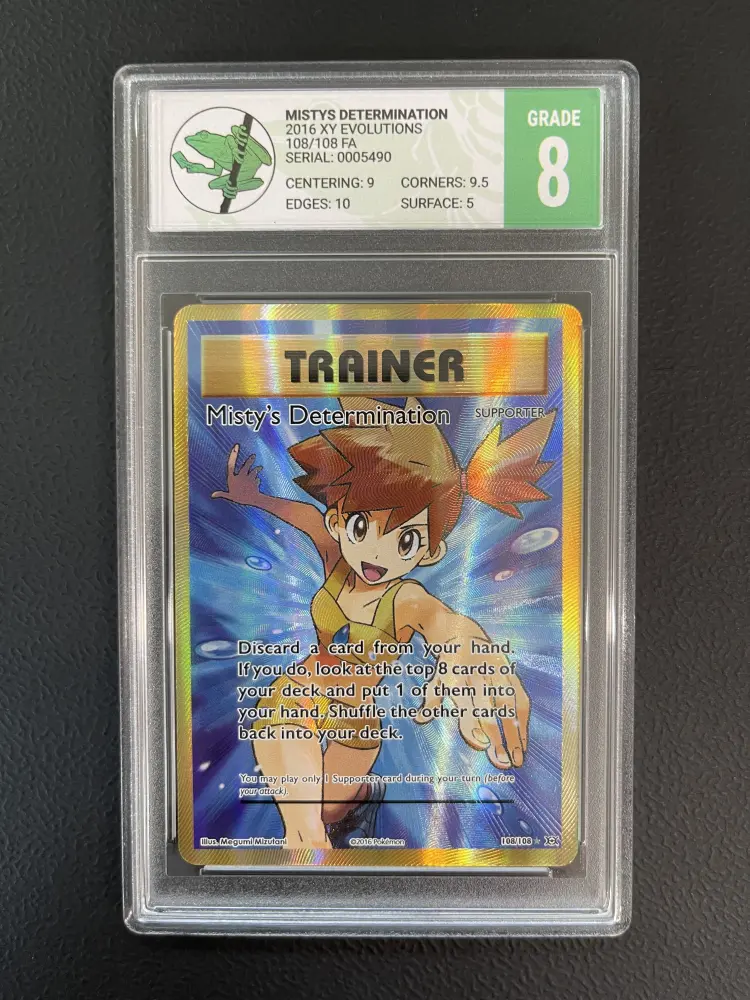 MISTYS DETERMINATION
2016 XY EVOLUTIONS
108/108 FA
SERIAL: 0005490
CENTERING: 9 CORNERS: 9.5
EDGES: 10 SURFACE: 5
GRADE
8
TRAINER
Misty's Determination SUPPORTER
Discard a card from your hand.
If you do, look at the top 8 cards of
your deck and put 1 of them into
your hand. Shuffle the other cards
back into your deck.
You may play only 1 Supporter card during your turn (before
your attack).
Illus. Megumi Mizutani ©2016 Pokémon 108/108